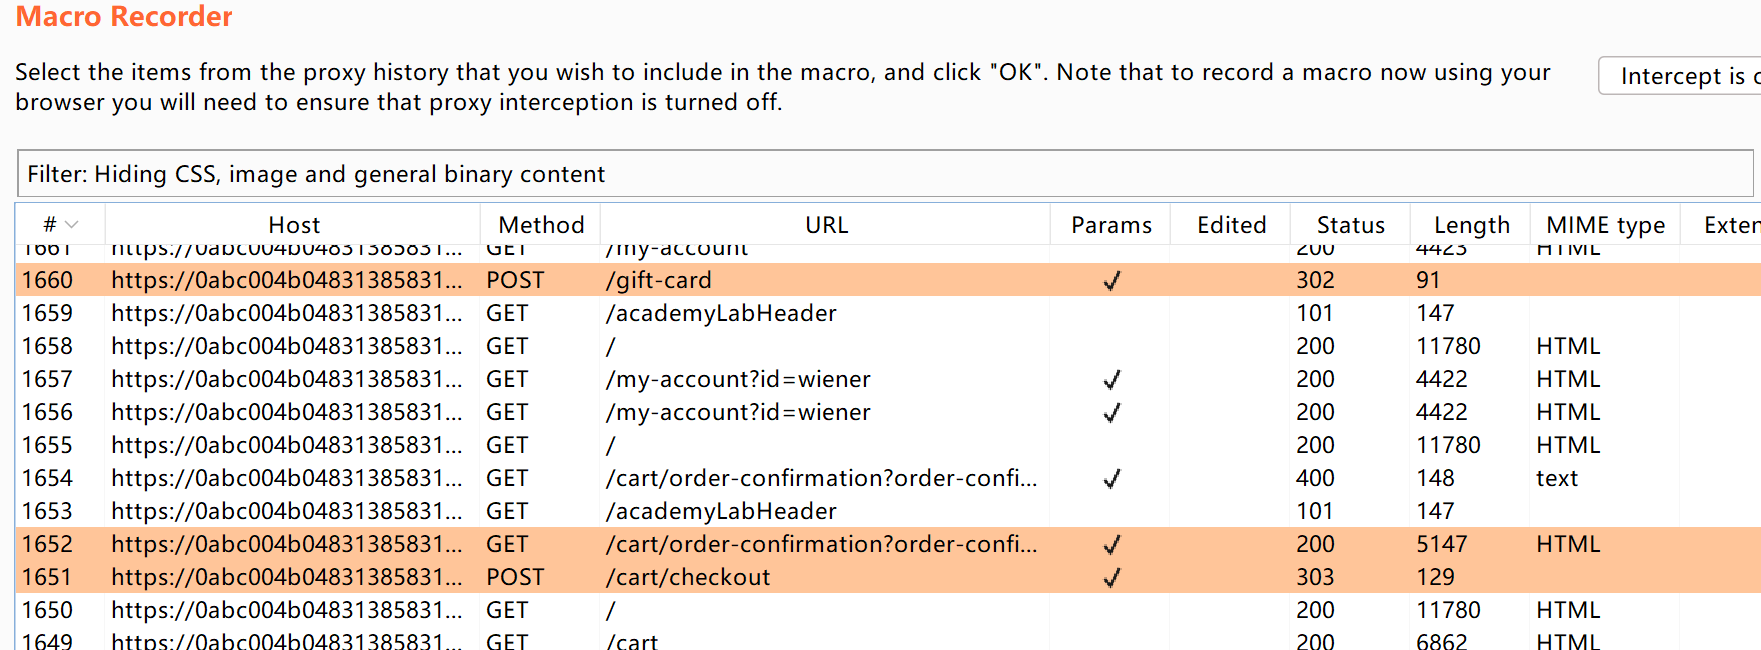 Macro Recorder
Select the items from the proxy history that you wish to include in the macro, and click "OK". Note that to record a macro now using your
browser you will need to ensure that proxy interception is turned off.
Intercept is
Filter: Hiding CSS, image and general binary content
# Host Method URL Params Edited Status Length MIME type Exten
1661 https://0abc004b04831385831... GET /my-account 200 4423 HTML
1660 https://0abc004b04831385831... POST /gift-card ✓ 302 91
1659 https://0abc004b04831385831... GET /academyLabHeader 101 147
1658 https://0abc004b04831385831... GET / 200 11780 HTML
1657 https://0abc004b04831385831... GET /my-account?id=wiener ✓ 200 4422 HTML
1656 https://0abc004b04831385831... GET /my-account?id=wiener ✓ 200 4422 HTML
1655 https://0abc004b04831385831... GET / 200 11780 HTML
1654 https://0abc004b04831385831... GET /cart/order-confirmation?order-confi... ✓ 400 148 text
1653 https://0abc004b04831385831... GET /academyLabHeader 101 147
1652 https://0abc004b04831385831... GET /cart/order-confirmation?order-confi... ✓ 200 5147 HTML
1651 https://0abc004b04831385831... POST /cart/checkout ✓ 303 129
1650 https://0abc004b04831385831... GET / 200 11780 HTML
1649 https://0abc004b04831385831... GET /cart 200 6862 HTML